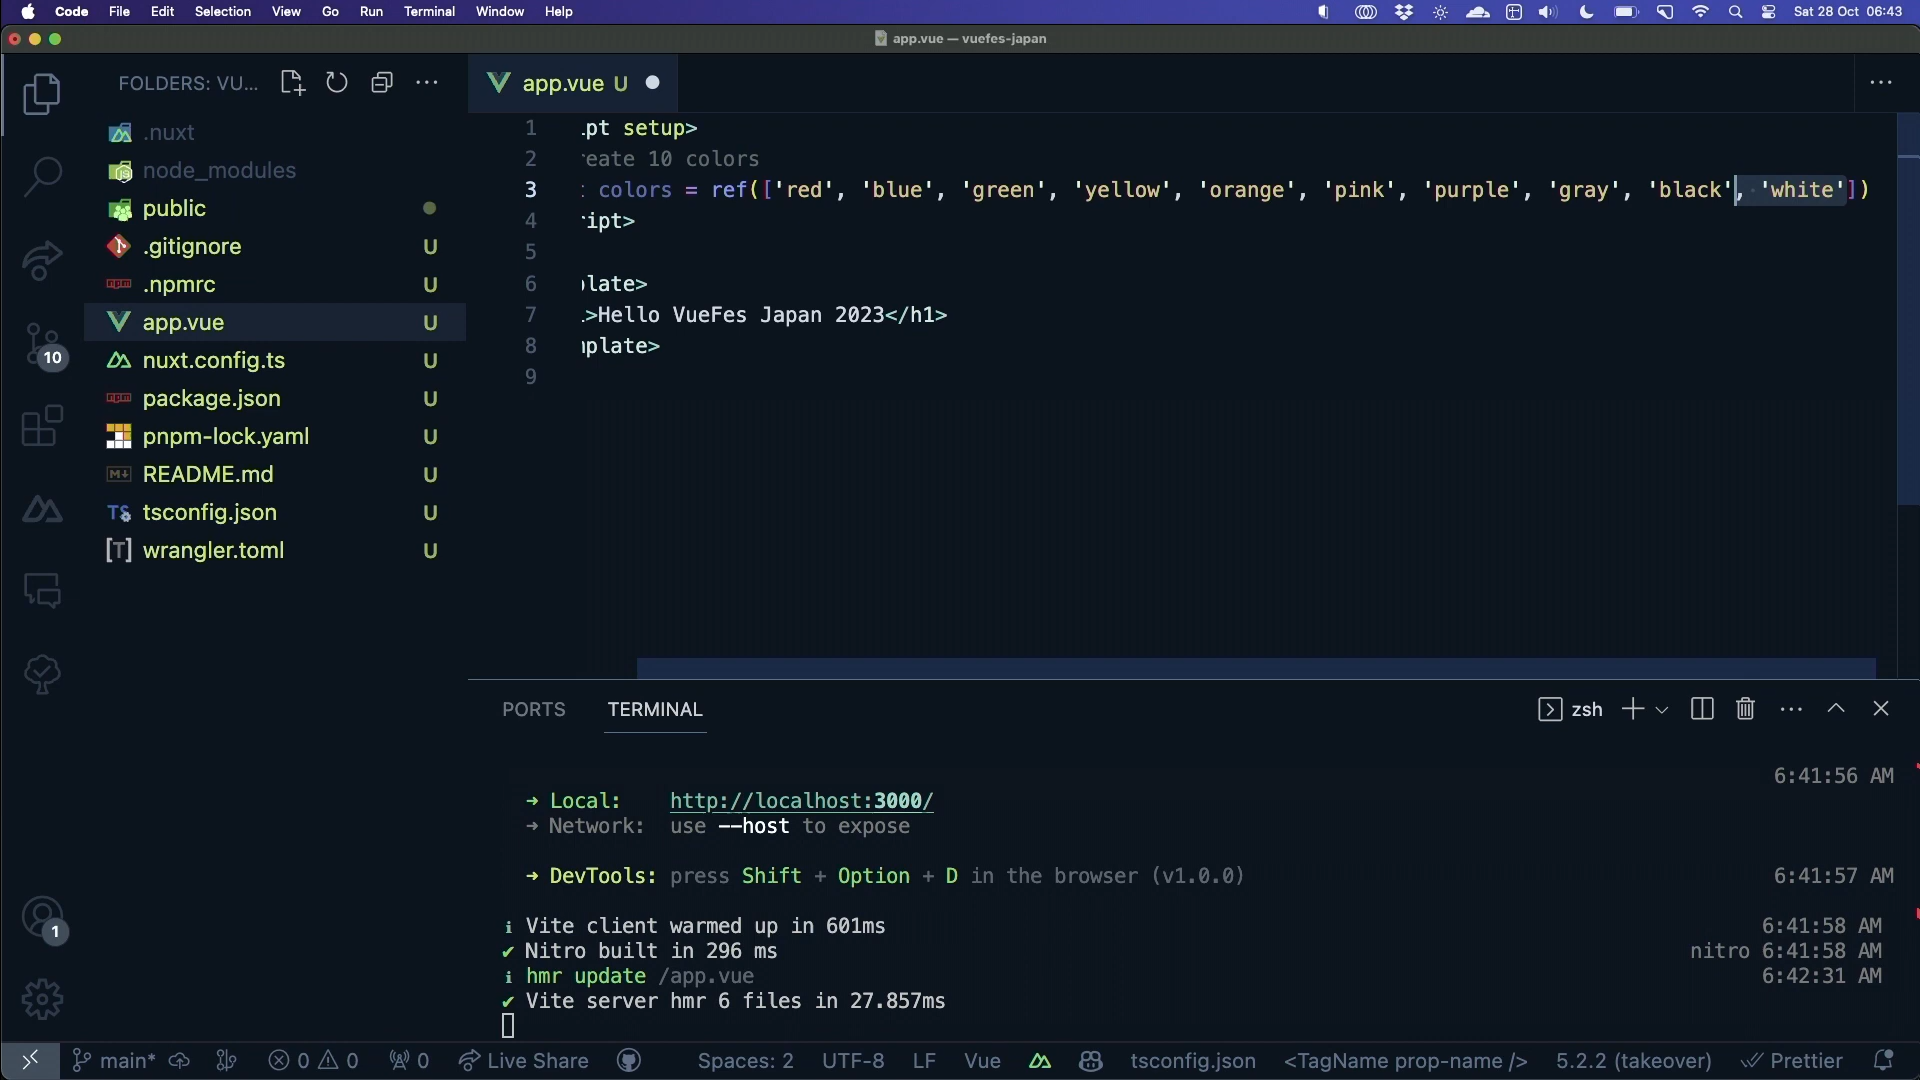 Code File Edit Selection View Go Run Terminal Window Help Sat 28 Oct 06:43
app.vue — vuefes-japan
FOLDERS: VU...
app.vue U
.nuxt
node_modules
public
.gitignore U
.npmrc U
app.vue U
nuxt.config.ts U
package.json U
pnpm-lock.yaml U
README.md U
tsconfig.json U
wrangler.toml U
10
1
1 pt setup>
2 reate 10 colors
3 colors = ref(['red', 'blue', 'green', 'yellow', 'orange', 'pink', 'purple', 'gray', 'black', 'white'])
4 ript>
5
6 late>
7 >Hello VueFes Japan 2023</h1>
8 plate>
9
PORTS TERMINAL zsh
6:41:56 AM
➜ Local: http://localhost:3000/
➜ Network: use --host to expose
➜ DevTools: press Shift + Option + D in the browser (v1.0.0) 6:41:57 AM
ℹ Vite client warmed up in 601ms 6:41:58 AM
✔ Nitro built in 296 ms nitro 6:41:58 AM
ℹ hmr update /app.vue 6:42:31 AM
✔ Vite server hmr 6 files in 27.857ms
main* 0 0 0 Live Share Spaces: 2 UTF-8 LF Vue tsconfig.json <TagName prop-name /> 5.2.2 (takeover) Prettier